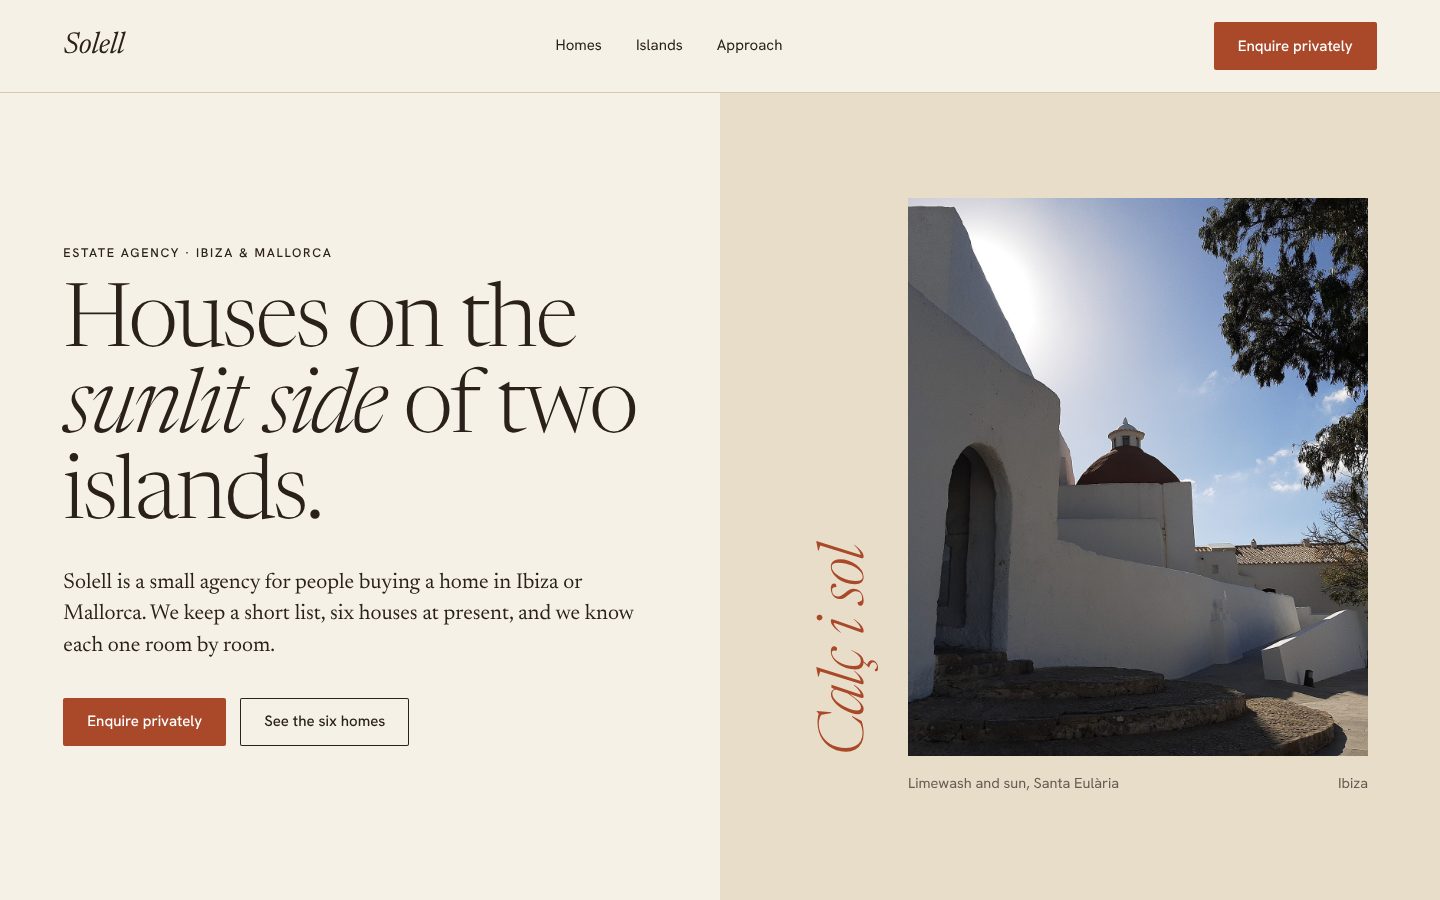 Solell
Homes
Islands
Approach
Enquire privately
ESTATE AGENCY · IBIZA & MALLORCA
Houses on the
sunlit side of two
islands.
Solell is a small agency for people buying a home in Ibiza or
Mallorca. We keep a short list, six houses at present, and we know
each one room by room.
Enquire privately
See the six homes
Calç i sol
Limewash and sun, Santa Eulària
Ibiza